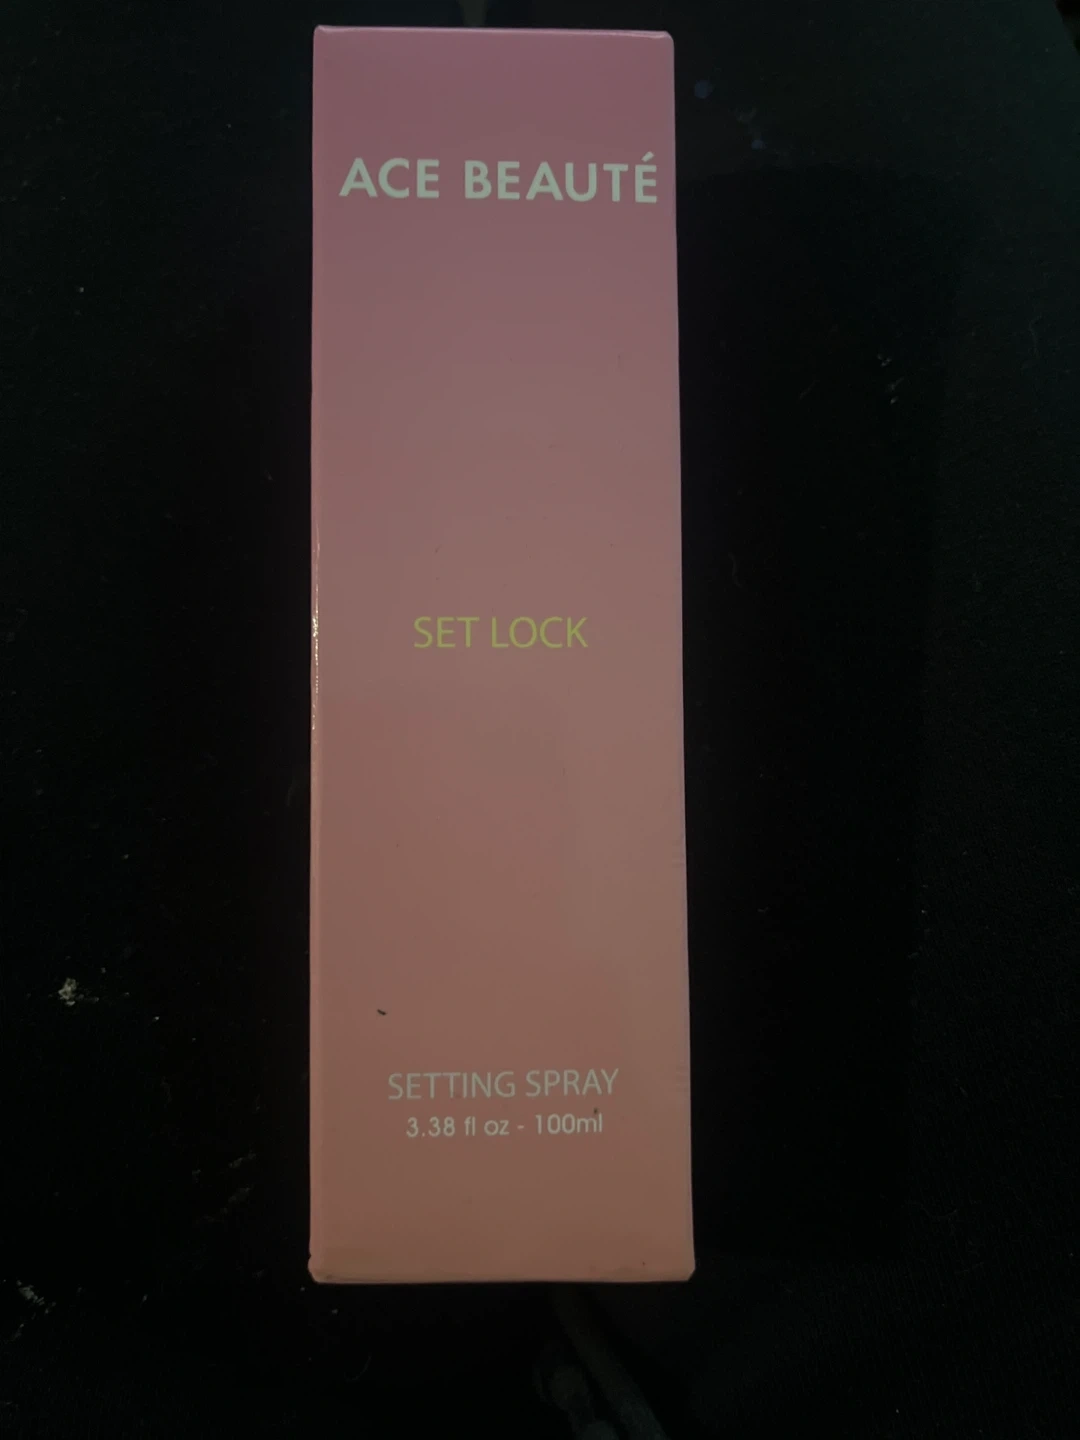 ACE BEAUTÉ
SET LOCK
SETTING SPRAY
3.38 fl oz - 100ml